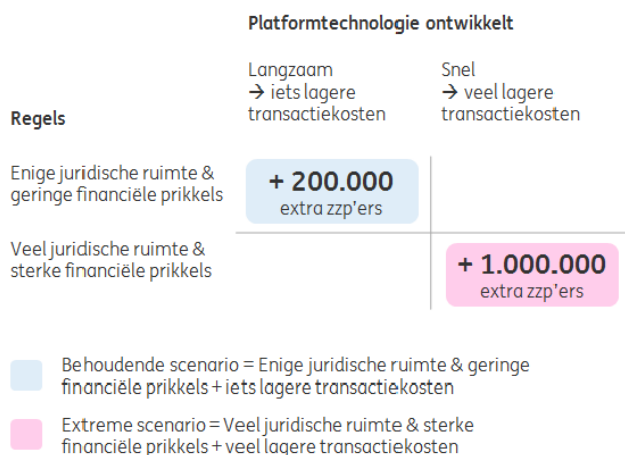 Platformtechnologie ontwikkelt
Langzaam
→ iets lagere
transactiekosten
Snel
→ veel lagere
transactiekosten
Regels
Enige juridische ruimte &
geringe financiële prikkels
+ 200.000
extra zzp'ers
Veel juridische ruimte &
sterke financiële prikkels
+ 1.000.000
extra zzp'ers
Behoudende scenario = Enige juridische ruimte & geringe
financiële prikkels + iets lagere transactiekosten
Extreme scenario = Veel juridische ruimte & sterke
financiële prikkels + veel lagere transactiekosten